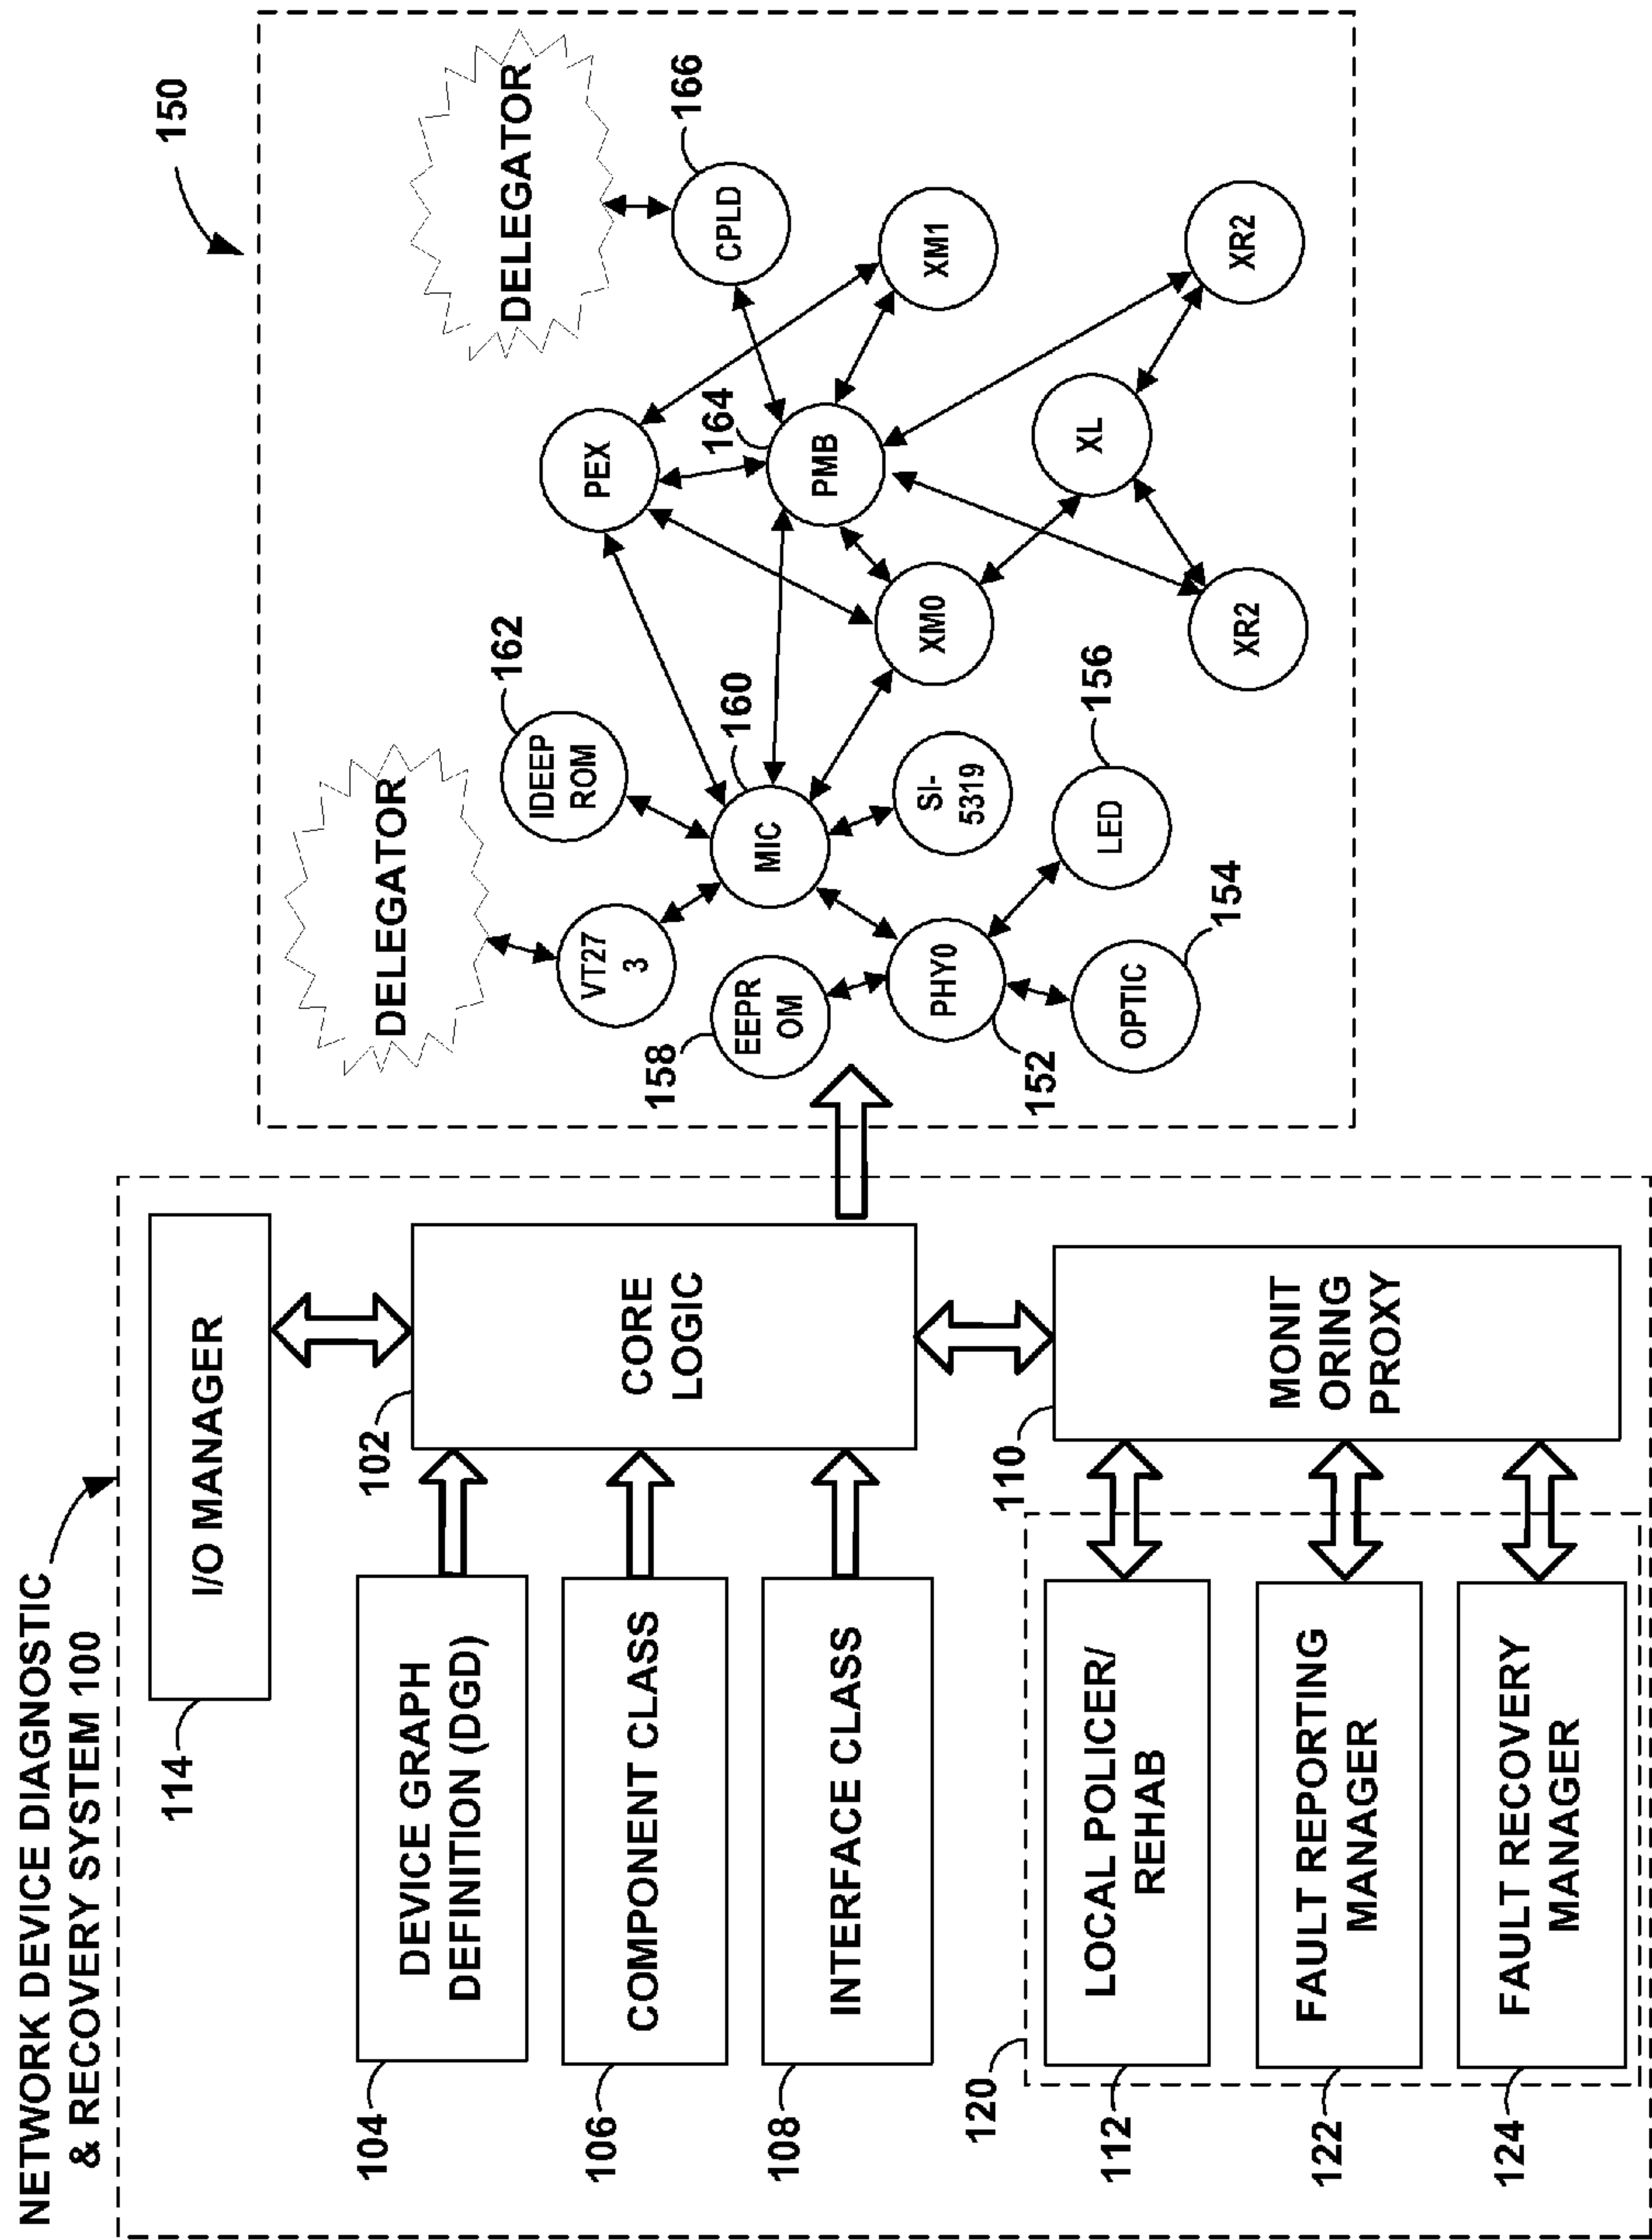 NETWORK DEVICE DIAGNOSTIC
& RECOVERY SYSTEM 100
114
I/O MANAGER
104
DEVICE GRAPH
DEFINITION (DGD)
102
CORE
LOGIC
106
COMPONENT CLASS
108
INTERFACE CLASS
120
112
LOCAL POLICER/
REHAB
110
MONIT
ORING
PROXY
122
FAULT REPORTING
MANAGER
124
FAULT RECOVERY
MANAGER
150
DELEGATOR
DELEGATOR
VT27
3
162
IDEEP
ROM
PEX
166
CPLD
158
EEPR
OM
160
MIC
164
PMB
152
PHY0
SI-
5319
XM0
XM1
154
OPTIC
156
LED
XL
XR2
XR2